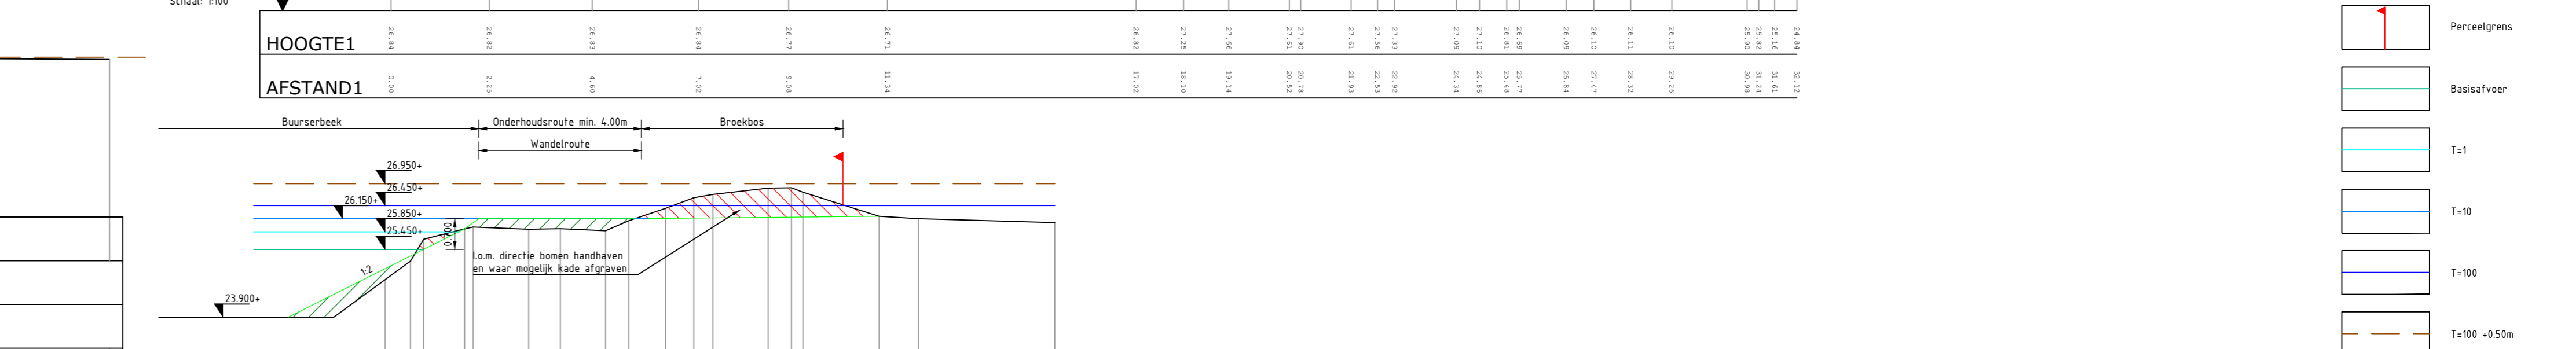 Schaal: 1:100
HOOGTE1 26.84 26.82 26.83 26.84 26.77 26.71 26.82 27.25 27.66 27.61 27.90 27.61 27.56 27.33 27.09 27.10 26.81 26.69 26.09 26.10 26.11 26.10 25.90 25.82 25.16 24.84
AFSTAND1 0.00 2.25 4.60 7.02 9.08 11.34 17.02 18.10 19.14 20.52 20.78 21.93 22.53 22.92 24.34 24.86 25.48 25.77 26.84 27.47 28.32 29.26 30.98 31.24 31.61 32.12
Buurserbeek
Onderhoudsroute min. 4.00m
Broekbos
Wandelroute
26.950+
26.450+
26.150+
25.850+
25.450+
1:2
I.o.m. directie bomen handhaven
en waar mogelijk kade afgraven
23.900+
Perceelgrens
Basisafvoer
T=1
T=10
T=100
T=100 +0.50m